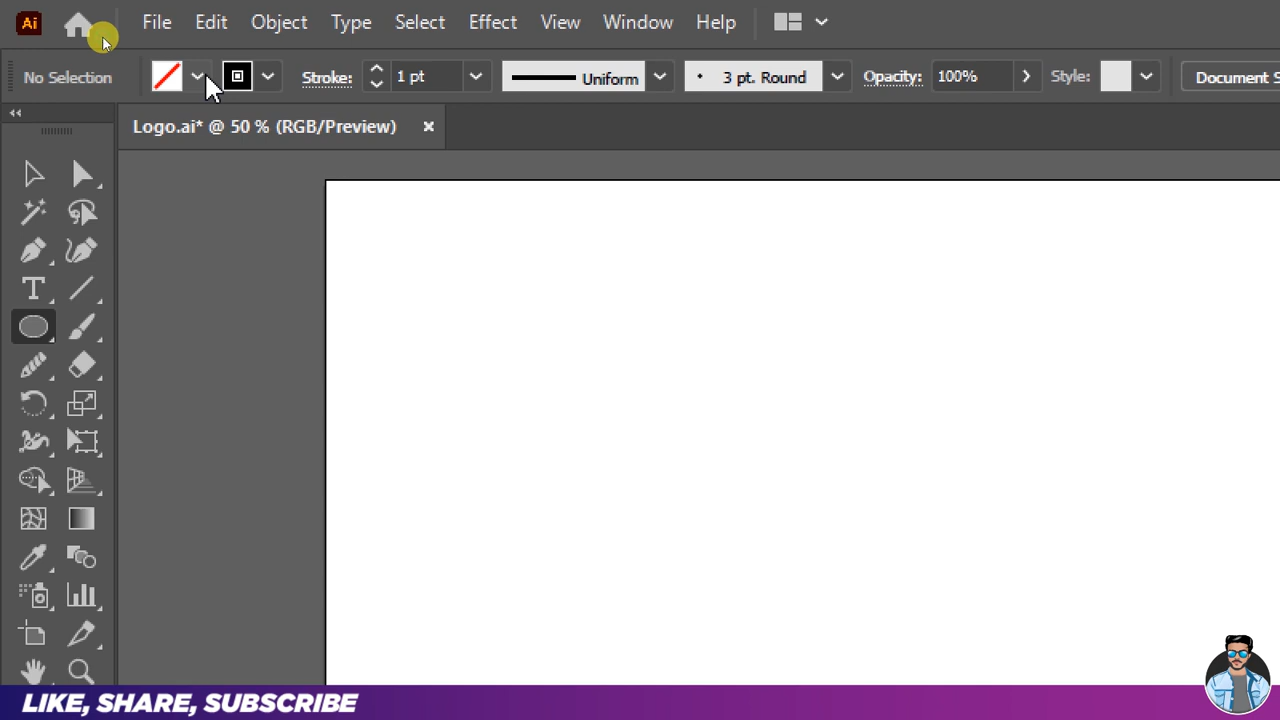 Ai File Edit Object Type Select Effect View Window Help
No Selection Stroke: 1 pt Uniform 3 pt. Round Opacity: 100% Style: Document S
Logo.ai* @ 50 % (RGB/Preview) ×
T
LIKE, SHARE, SUBSCRIBE